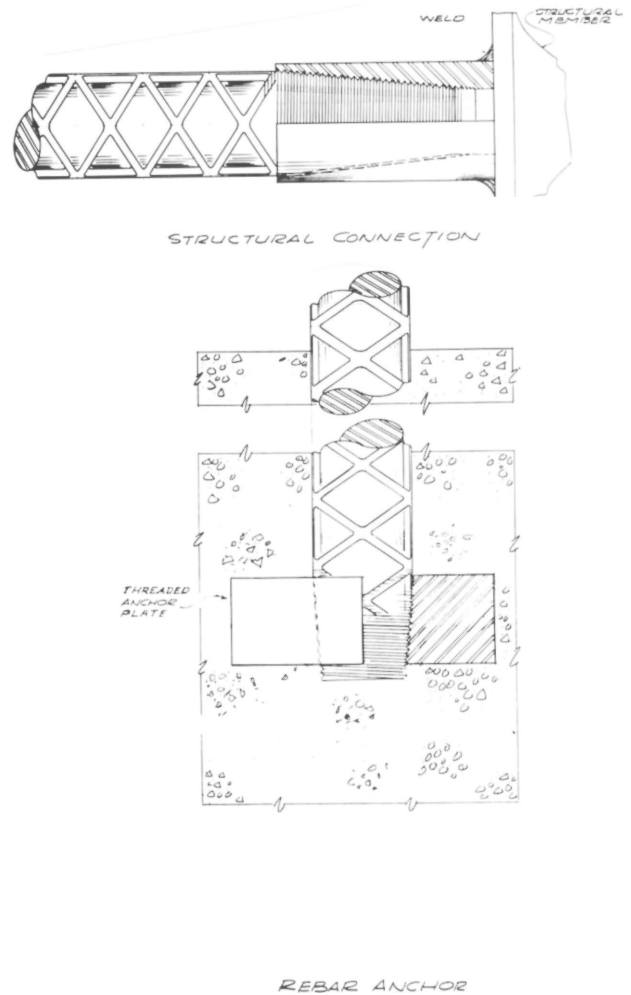 WELD
STRUCTURAL
MEMBER
STRUCTURAL CONNECTION
THREADED
ANCHOR
PLATE
REBAR ANCHOR